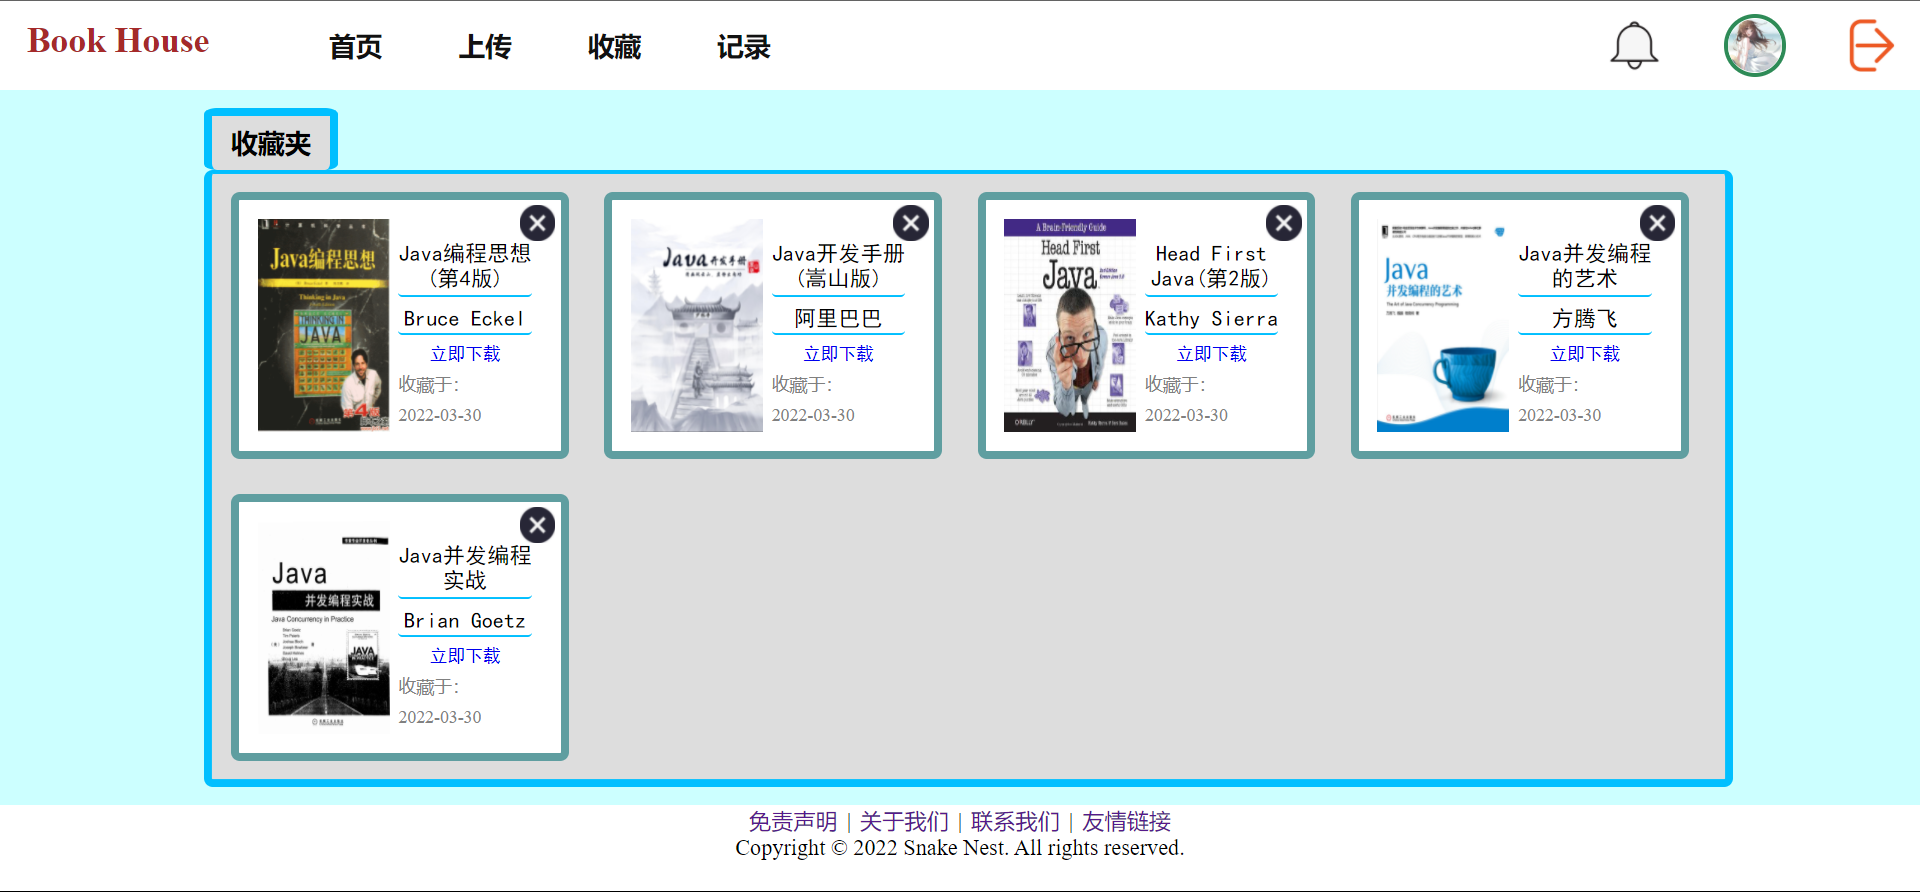 Book House
首页
上传
收藏
记录
收藏夹
Java编程思想
Thinking in Java
THINKING IN
JAVA
第4版
Java编程思想
(第4版)
Bruce Eckel
立即下载
收藏于：
2022-03-30
Java开发手册
Java开发手册
(嵩山版)
阿里巴巴
立即下载
收藏于：
2022-03-30
A Brain-Friendly Guide
Head First
Java
O'REILLY
Head First
Java(第2版)
Kathy Sierra
立即下载
收藏于：
2022-03-30
Java
并发编程的艺术
The Art of Java Concurrency Programming
Java并发编程
的艺术
方腾飞
立即下载
收藏于：
2022-03-30
Java
并发编程实战
Java Concurrency in Practice
Java并发编程
实战
Brian Goetz
立即下载
收藏于：
2022-03-30
免责声明 | 关于我们 | 联系我们 | 友情链接
Copyright © 2022 Snake Nest. All rights reserved.